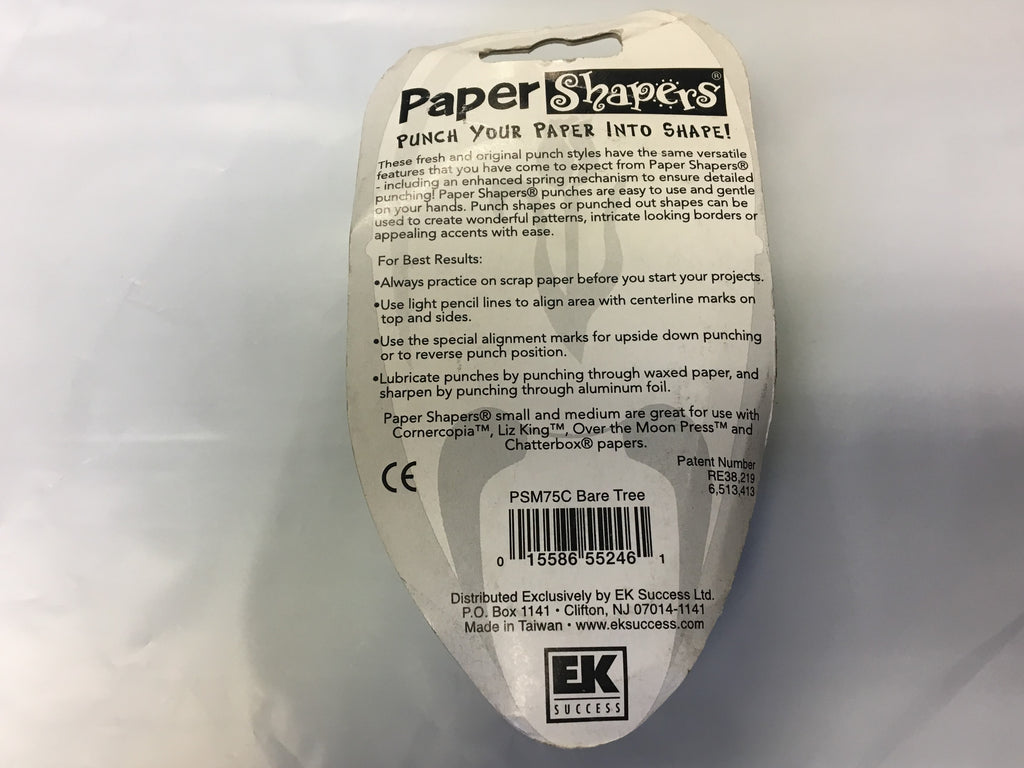 Paper Shapers®
PUNCH YOUR PAPER INTO SHAPE!
These fresh and original punch styles have the same versatile
features that you have come to expect from Paper Shapers®
- including an enhanced spring mechanism to ensure detailed
punching! Paper Shapers® punches are easy to use and gentle
on your hands. Punch shapes or punched out shapes can be
used to create wonderful patterns, intricate looking borders or
appealing accents with ease.
For Best Results:
•Always practice on scrap paper before you start your projects.
•Use light pencil lines to align area with centerline marks on
top and sides.
•Use the special alignment marks for upside down punching
or to reverse punch position.
•Lubricate punches by punching through waxed paper, and
sharpen by punching through aluminum foil.
Paper Shapers® small and medium are great for use with
Cornercopia™, Liz King™, Over the Moon Press™ and
Chatterbox® papers.
CE
Patent Number
RE38,219
6,513,413
PSM75C Bare Tree
0 15586 55246 1
Distributed Exclusively by EK Success Ltd.
P.O. Box 1141 • Clifton, NJ 07014-1141
Made in Taiwan • www.eksuccess.com
EK
SUCCESS